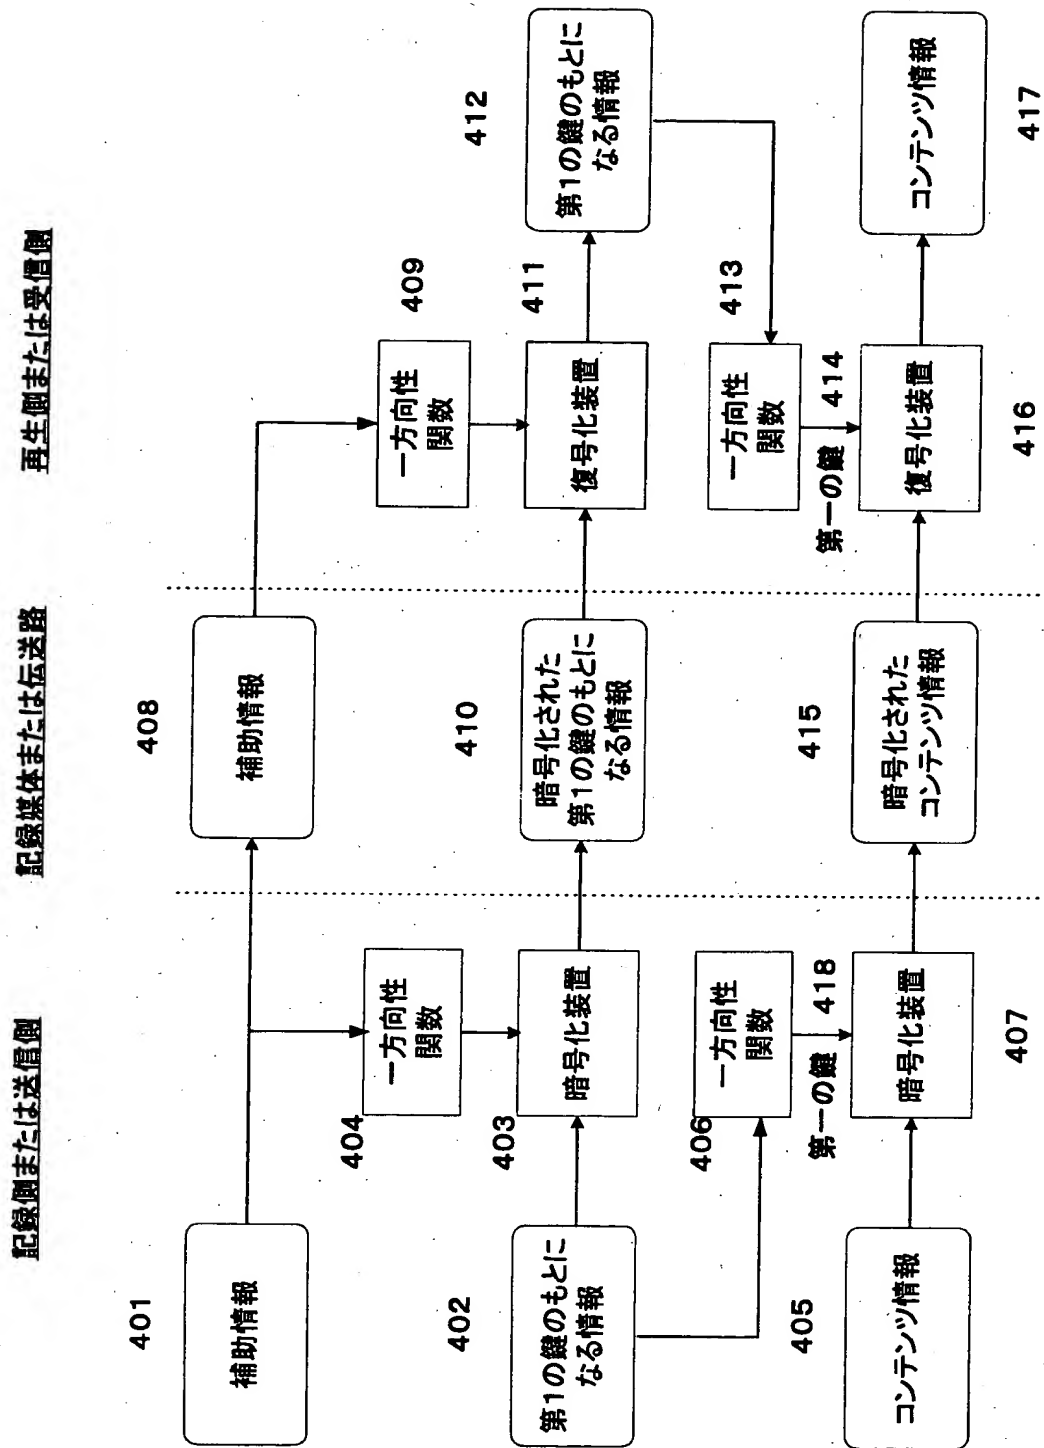 記録側または送信側
記録媒体または伝送路
再生側または受信側
401
補助情報
408
補助情報
404
一方向性
関数
409
一方向性
関数
402
第1の鍵のもとに
なる情報
403
暗号化装置
410
暗号化された
第1の鍵のもとに
なる情報
411
復号化装置
412
第1の鍵のもとに
なる情報
406
一方向性
関数
413
一方向性
関数
第一の鍵
418
第一の鍵
414
405
コンテンツ情報
暗号化装置
407
415
暗号化された
コンテンツ情報
復号化装置
416
コンテンツ情報
417